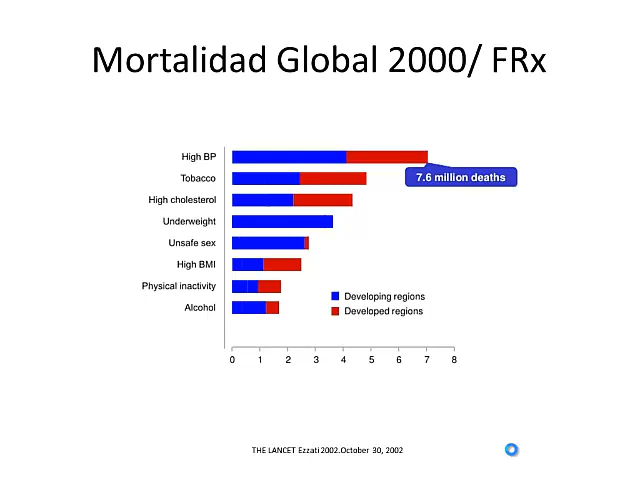 Mortalidad Global 2000/ FRx
High BP
7.6 million deaths
Tobacco
High cholesterol
Underweight
Unsafe sex
High BMI
Physical inactivity
Alcohol
Developing regions
Developed regions
0 1 2 3 4 5 6 7 8
THE LANCET Ezzati 2002.October 30, 2002